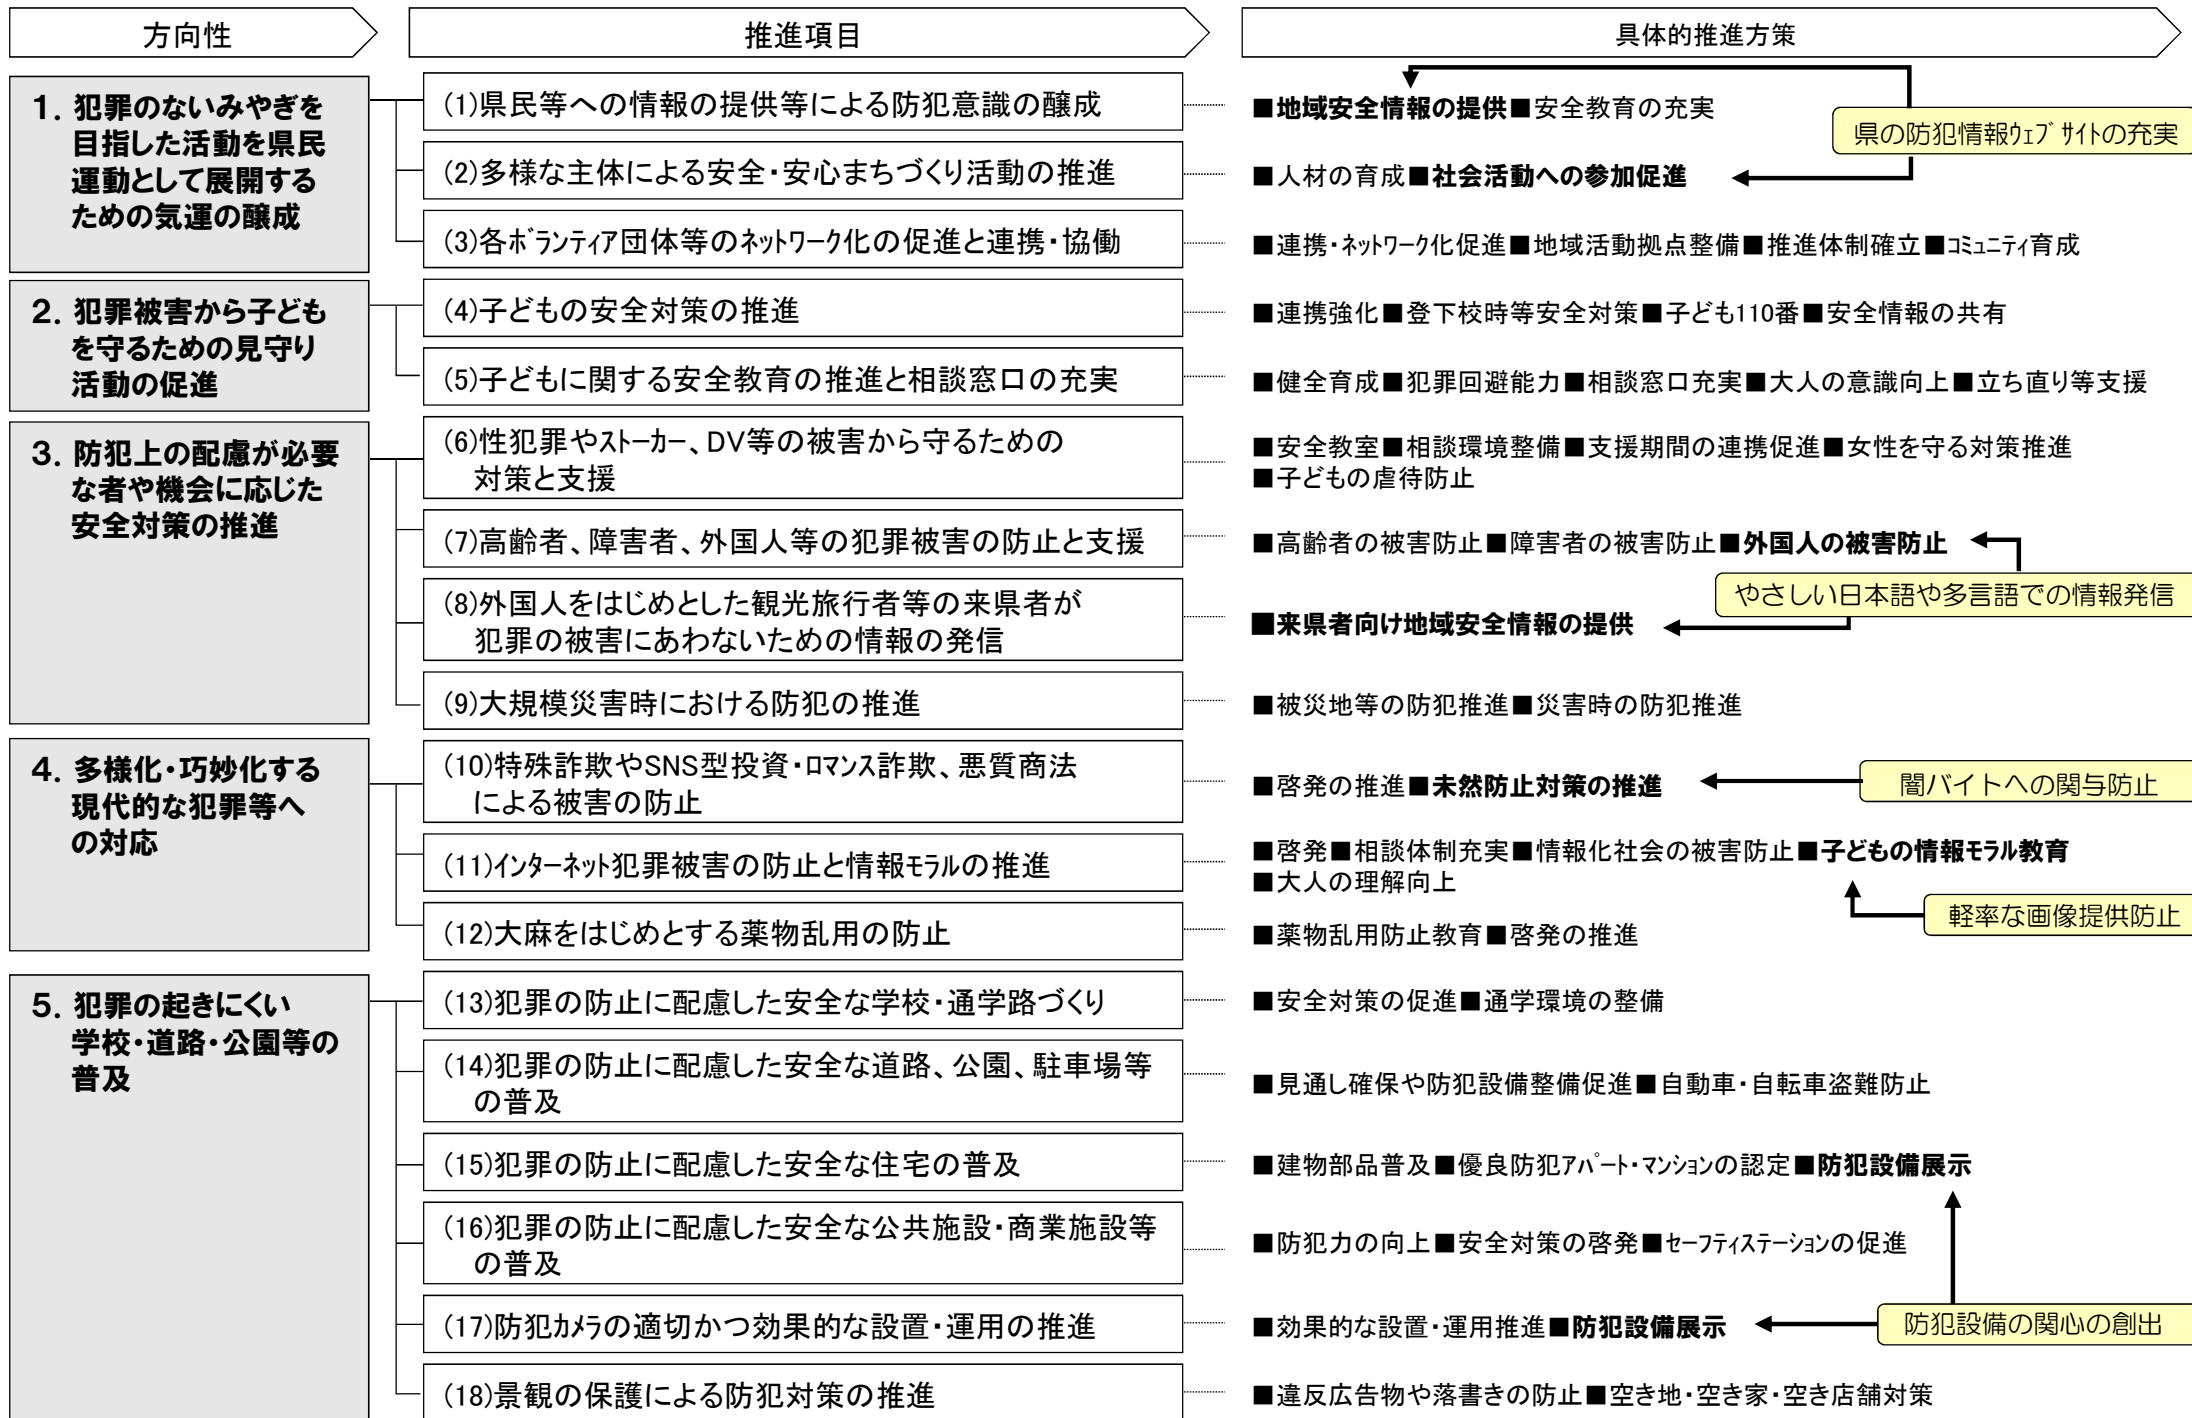 方向性
推進項目
具体的推進方策
１．犯罪のないみやぎを
目指した活動を県民
運動として展開する
ための気運の醸成
(1)県民等への情報の提供等による防犯意識の醸成
■地域安全情報の提供■安全教育の充実
県の防犯情報ｳｪﾌﾞｻｲﾄの充実
(2)多様な主体による安全・安心まちづくり活動の推進
■人材の育成■社会活動への参加促進
(3)各ﾎﾞﾗﾝﾃｨｱ団体等のﾈｯﾄﾜｰｸ化の促進と連携・協働
■連携・ﾈｯﾄﾜｰｸ化促進■地域活動拠点整備■推進体制確立■ｺﾐｭﾆﾃｨ育成
２．犯罪被害から子ども
を守るための見守り
活動の促進
(4)子どもの安全対策の推進
■連携強化■登下校時等安全対策■子ども110番■安全情報の共有
(5)子どもに関する安全教育の推進と相談窓口の充実
■健全育成■犯罪回避能力■相談窓口充実■大人の意識向上■立ち直り等支援
３．防犯上の配慮が必要
な者や機会に応じた
安全対策の推進
(6)性犯罪やｽﾄｰｶｰ、DV等の被害から守るための
対策と支援
■安全教室■相談環境整備■支援期間の連携促進■女性を守る対策推進
■子どもの虐待防止
(7)高齢者、障害者、外国人等の犯罪被害の防止と支援
■高齢者の被害防止■障害者の被害防止■外国人の被害防止
やさしい日本語や多言語での情報発信
(8)外国人をはじめとした観光旅行者等の来県者が
犯罪の被害にあわないための情報の発信
■来県者向け地域安全情報の提供
(9)大規模災害時における防犯の推進
■被災地等の防犯推進■災害時の防犯推進
４．多様化・巧妙化する
現代的な犯罪等へ
の対応
(10)特殊詐欺やSNS型投資・ﾛﾏﾝｽ詐欺、悪質商法
による被害の防止
■啓発の推進■未然防止対策の推進
闇バイトへの関与防止
(11)ｲﾝﾀｰﾈｯﾄ犯罪被害の防止と情報ﾓﾗﾙの推進
■啓発■相談体制充実■情報化社会の被害防止■子どもの情報ﾓﾗﾙ教育
■大人の理解向上
軽率な画像提供防止
(12)大麻をはじめとする薬物乱用の防止
■薬物乱用防止教育■啓発の推進
５．犯罪の起きにくい
学校・道路・公園等の
普及
(13)犯罪の防止に配慮した安全な学校・通学路づくり
■安全対策の促進■通学環境の整備
(14)犯罪の防止に配慮した安全な道路、公園、駐車場等
の普及
■見通し確保や防犯設備整備促進■自動車・自転車盗難防止
(15)犯罪の防止に配慮した安全な住宅の普及
■建物部品普及■優良防犯ｱﾊﾟｰﾄ・ﾏﾝｼｮﾝの認定■防犯設備展示
(16)犯罪の防止に配慮した安全な公共施設・商業施設等
の普及
■防犯力の向上■安全対策の啓発■ｾｰﾌﾃｨｽﾃｰｼｮﾝの促進
(17)防犯ｶﾒﾗの適切かつ効果的な設置・運用の推進
■効果的な設置・運用推進■防犯設備展示
防犯設備の関心の創出
(18)景観の保護による防犯対策の推進
■違反広告物や落書きの防止■空き地・空き家・空き店舗対策